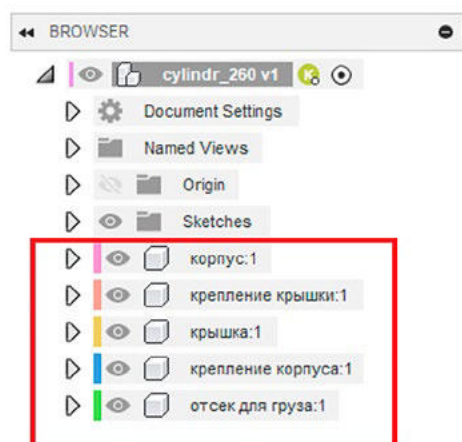 BROWSER
cylindr_260 v1
Document Settings
Named Views
Origin
Sketches
корпус:1
крепление крышки:1
крышка:1
крепление корпуса:1
отсек для груза:1